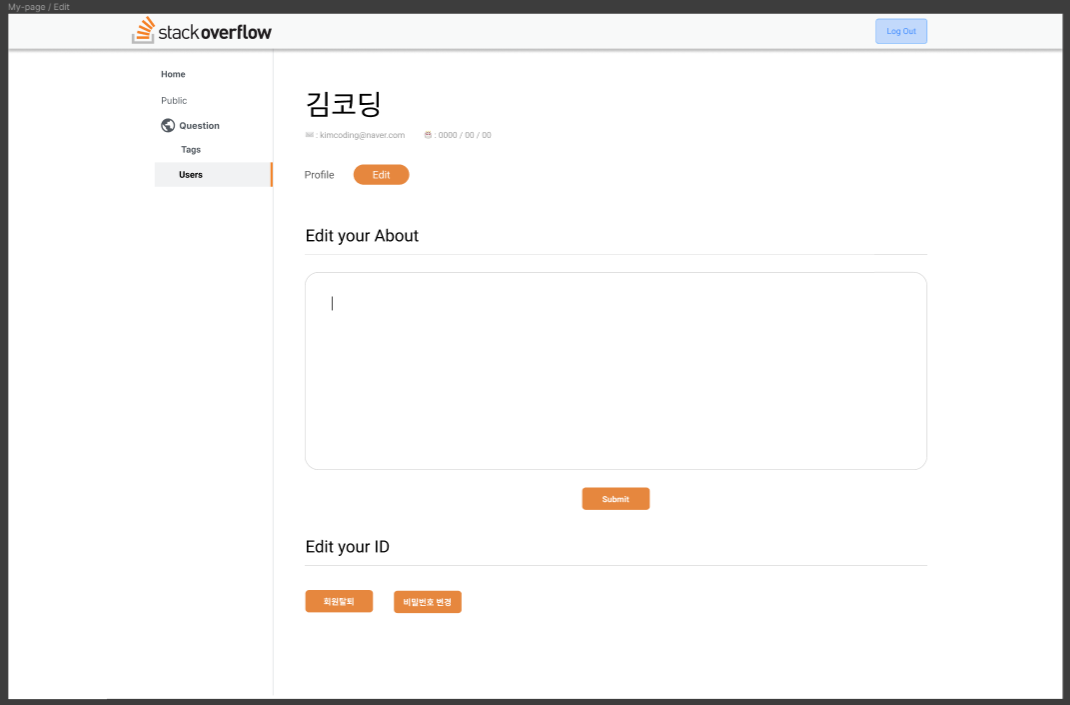 My-page / Edit
stackoverflow
Log Out
Home
Public
Question
Tags
Users
김코딩
: kimcoding@naver.com : 0000 / 00 / 00
Profile Edit
Edit your About
Submit
Edit your ID
회원탈퇴 비밀번호 변경